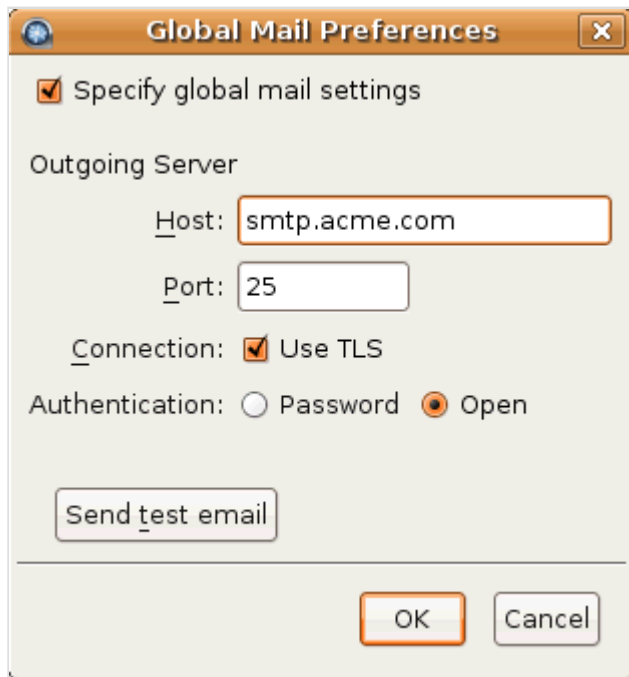 Global Mail Preferences
Specify global mail settings
Outgoing Server
Host: smtp.acme.com
Port: 25
Connection: Use TLS
Authentication: Password Open
Send test email
OK Cancel